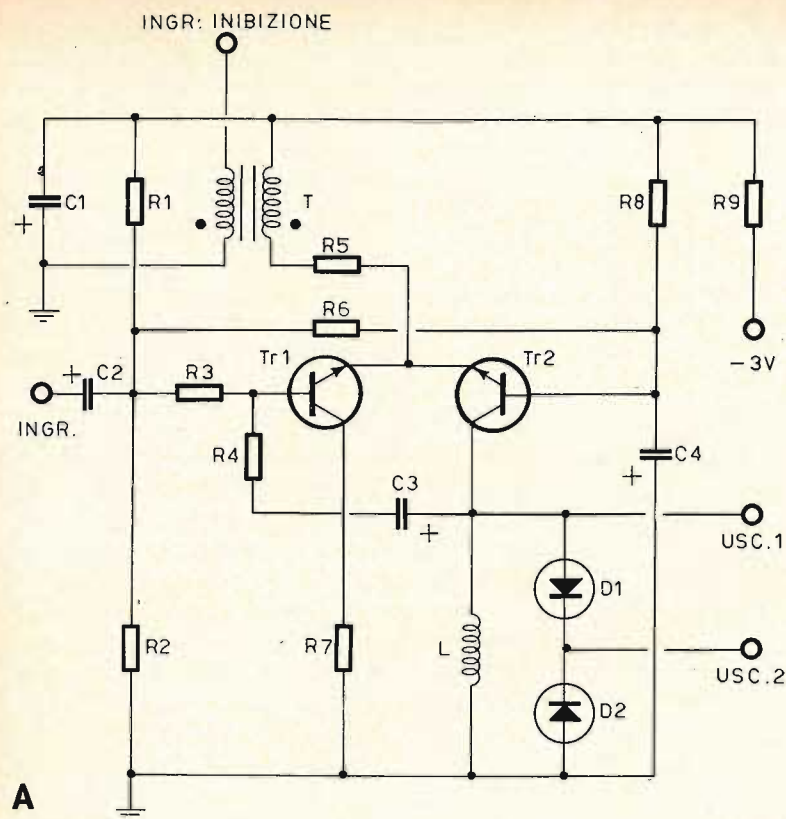 INGR. INIBIZIONE
C1
R1
T
R8
R9
R5
R6
–3V
Tr1
Tr2
C2
R3
INGR.
R4
C3
C4
USC.1
D1
R2
R7
L
USC.2
D2
A